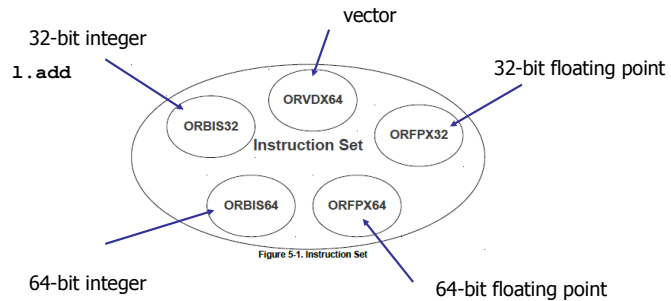 vector
32-bit integer
l.add
32-bit floating point
ORVDX64
ORBIS32
ORFPX32
Instruction Set
ORBIS64
ORFPX64
Figure 5-1. Instruction Set
64-bit integer
64-bit floating point